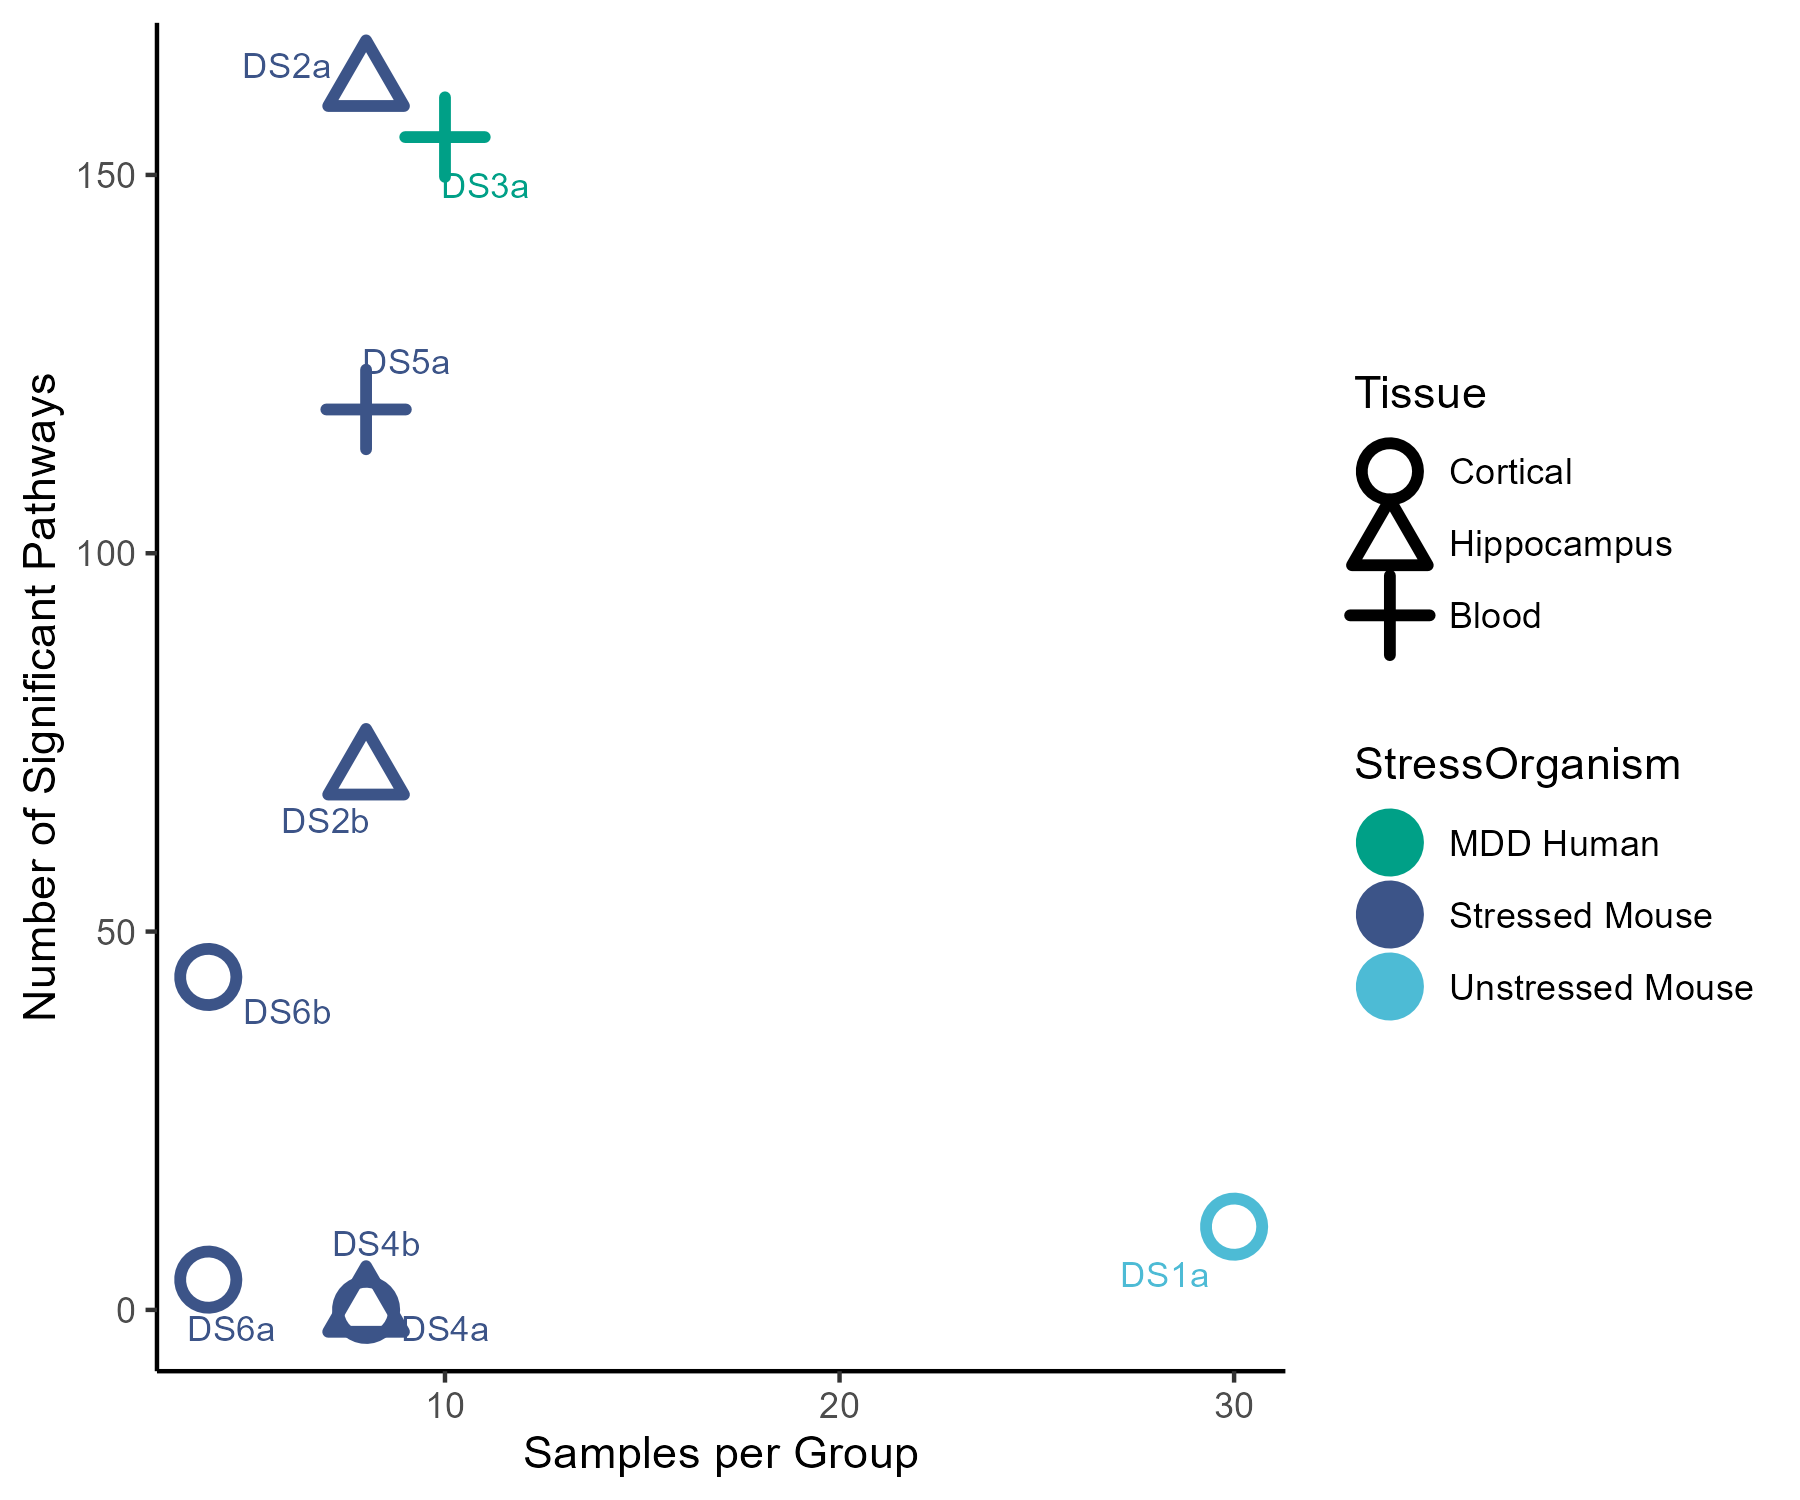 DS2a
DS3a
150
DS5a
100
DS2b
50
DS6b
DS4b
DS1a
0
DS6a
DS4a
10
20
30
Samples per Group
Number of Significant Pathways
Tissue
Cortical
Hippocampus
Blood
StressOrganism
MDD Human
Stressed Mouse
Unstressed Mouse